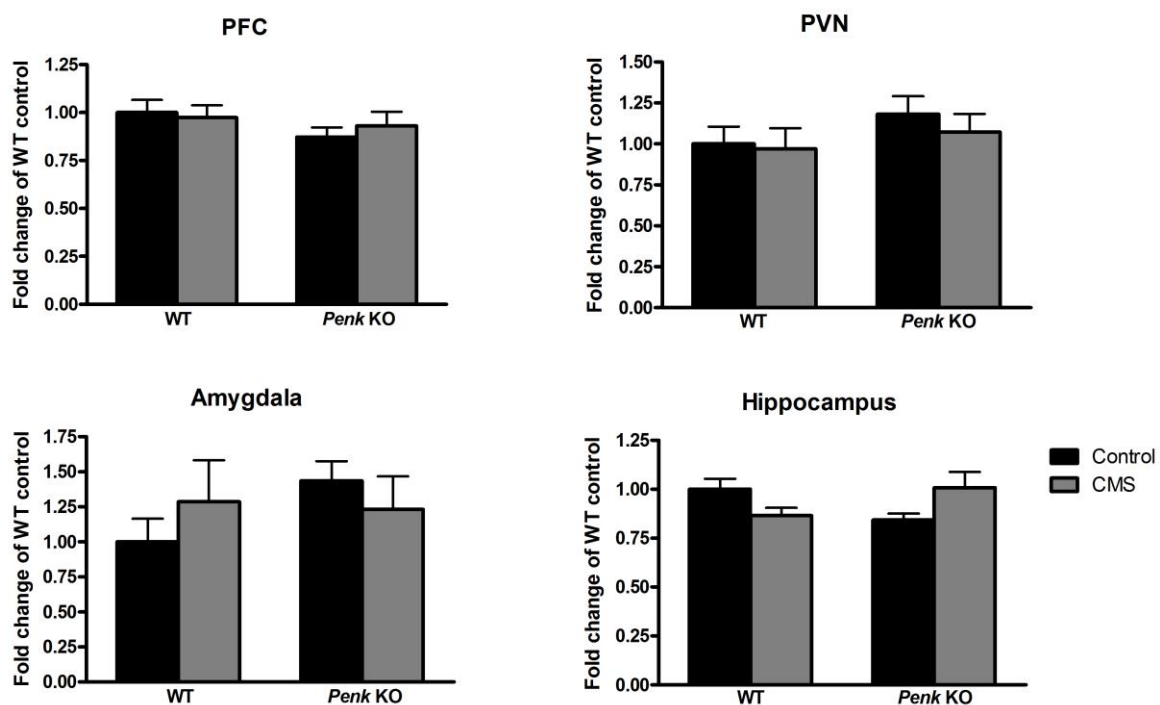 PFC
Fold change of WT control
1.25
1.00
0.75
0.50
0.25
0.00
WT
Penk KO
PVN
Fold change of WT control
1.50
1.25
1.00
0.75
0.50
0.25
0.00
WT
Penk KO
Amygdala
Fold change of WT control
1.75
1.50
1.25
1.00
0.75
0.50
0.25
0.00
WT
Penk KO
Hippocampus
Fold change of WT control
1.25
1.00
0.75
0.50
0.25
0.00
WT
Penk KO
Control
CMS